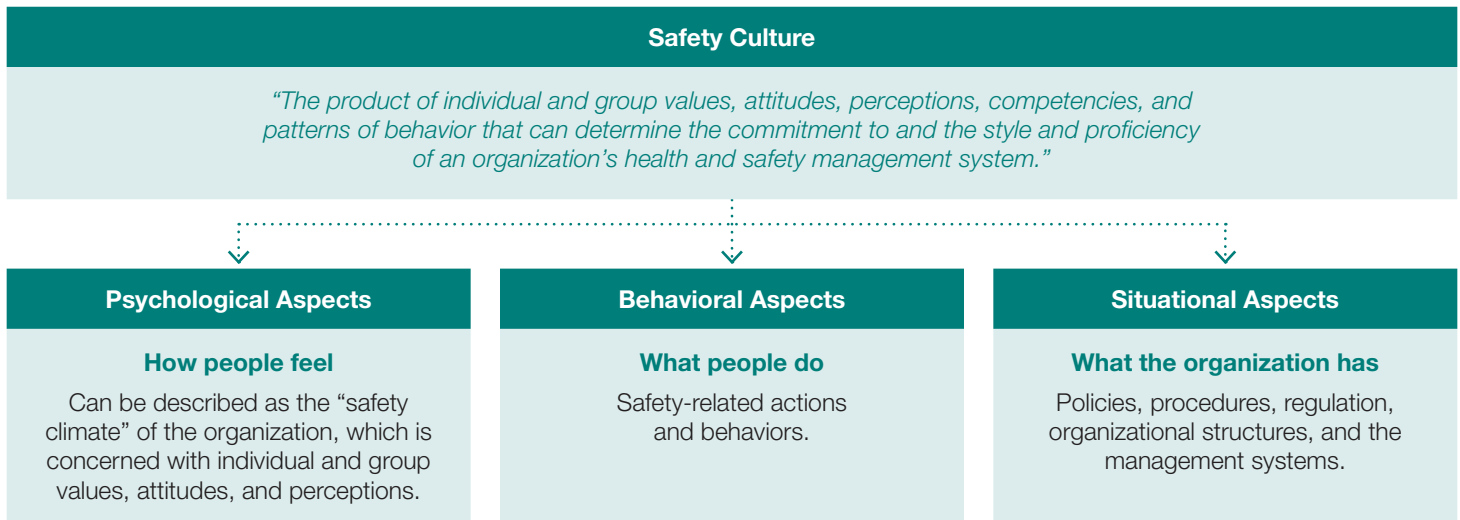 Safety Culture
“The product of individual and group values, attitudes, perceptions, competencies, and
patterns of behavior that can determine the commitment to and the style and proficiency
of an organization’s health and safety management system.”
Psychological Aspects
How people feel
Can be described as the “safety
climate” of the organization, which is
concerned with individual and group
values, attitudes, and perceptions.
Behavioral Aspects
What people do
Safety-related actions
and behaviors.
Situational Aspects
What the organization has
Policies, procedures, regulation,
organizational structures, and the
management systems.